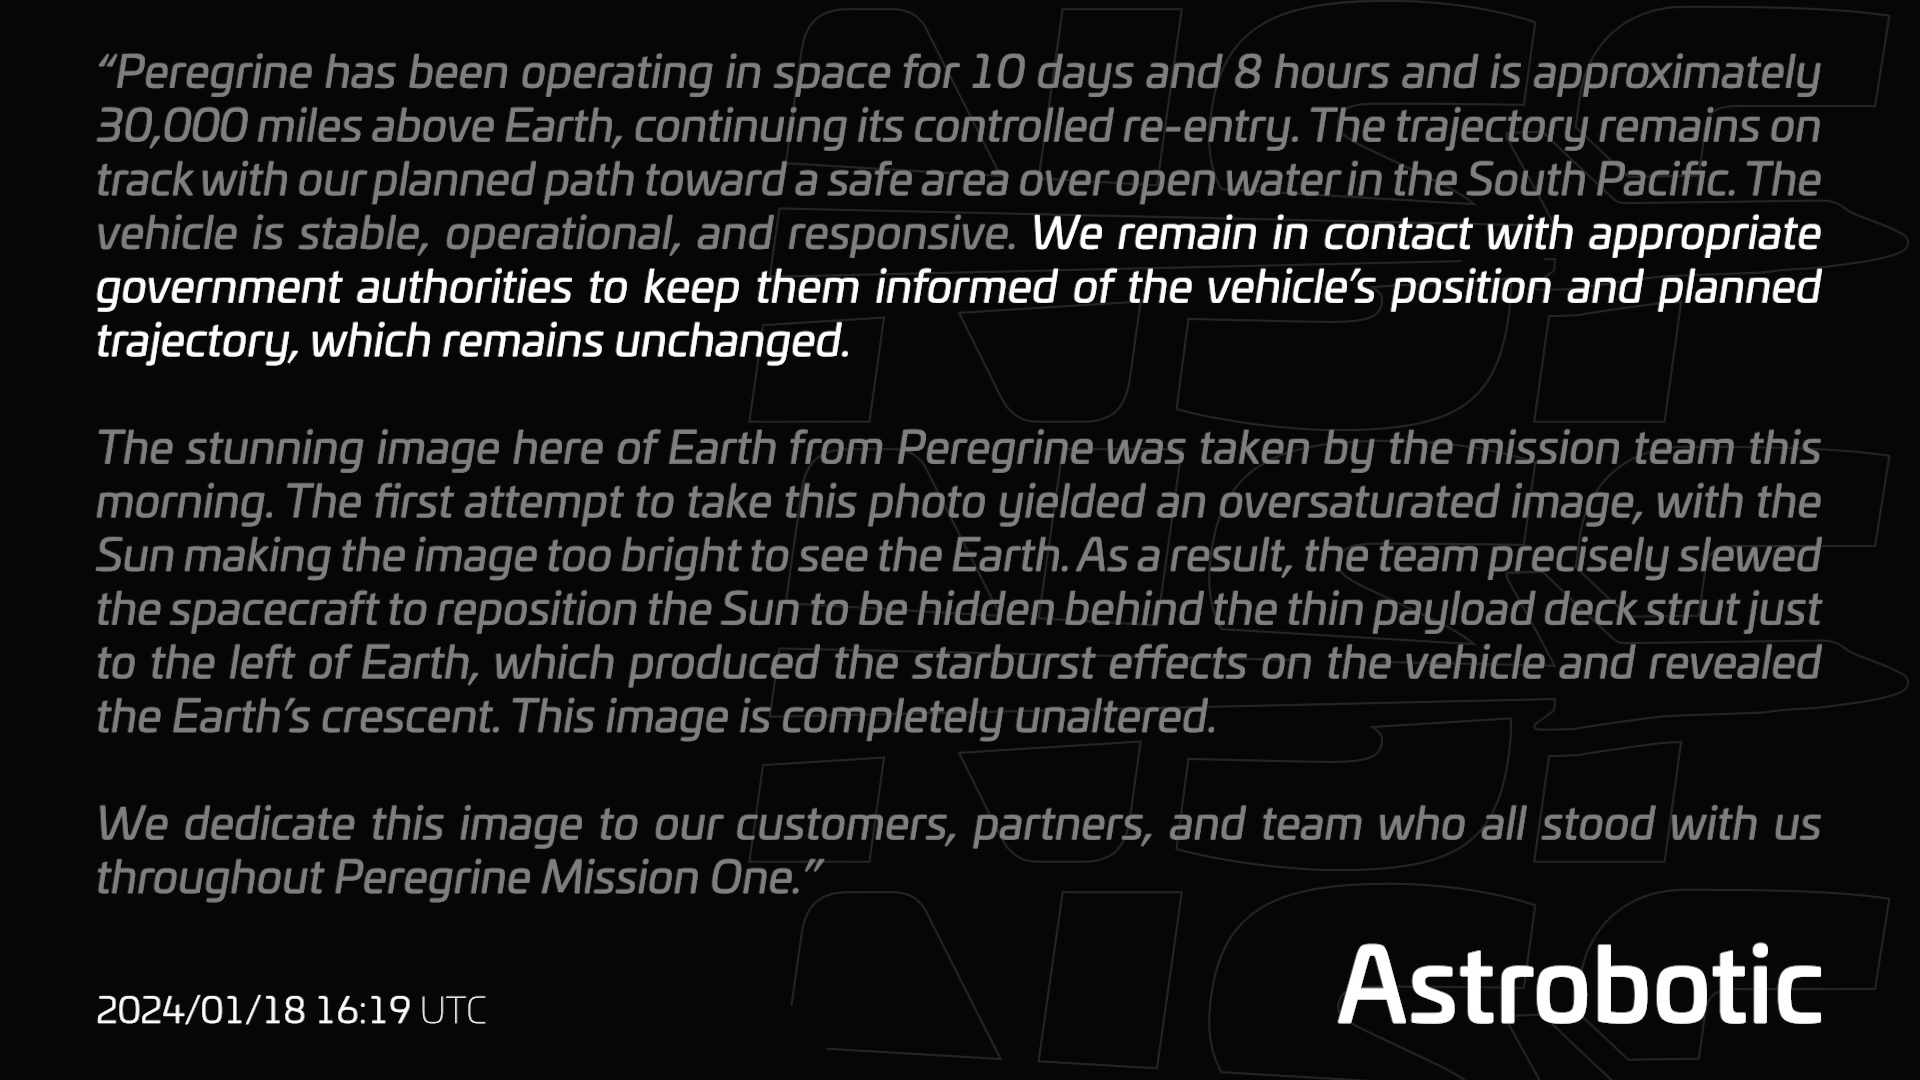 “Peregrine has been operating in space for 10 days and 8 hours and is approximately
30,000 miles above Earth, continuing its controlled re-entry. The trajectory remains on
track with our planned path toward a safe area over open water in the South Pacific. The
vehicle is stable, operational, and responsive. We remain in contact with appropriate
government authorities to keep them informed of the vehicle’s position and planned
trajectory, which remains unchanged.
The stunning image here of Earth from Peregrine was taken by the mission team this
morning. The first attempt to take this photo yielded an oversaturated image, with the
Sun making the image too bright to see the Earth. As a result, the team precisely slewed
the spacecraft to reposition the Sun to be hidden behind the thin payload deck strut just
to the left of Earth, which produced the starburst effects on the vehicle and revealed
the Earth’s crescent. This image is completely unaltered.
We dedicate this image to our customers, partners, and team who all stood with us
throughout Peregrine Mission One.”
2024/01/18 16:19 UTC
Astrobotic